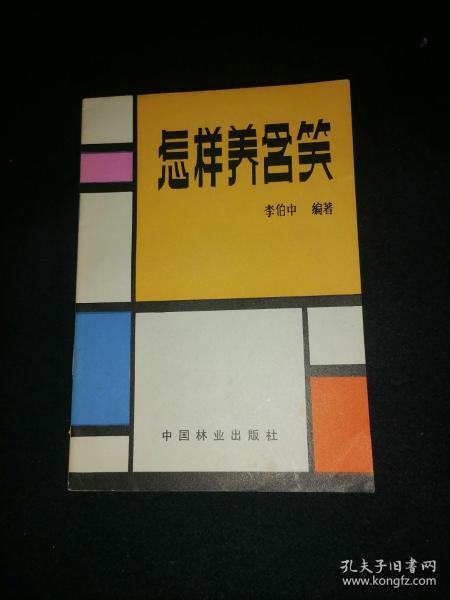 怎样养含笑
李伯中 编著
中国林业出版社
孔夫子旧书网
www.kongfz.com